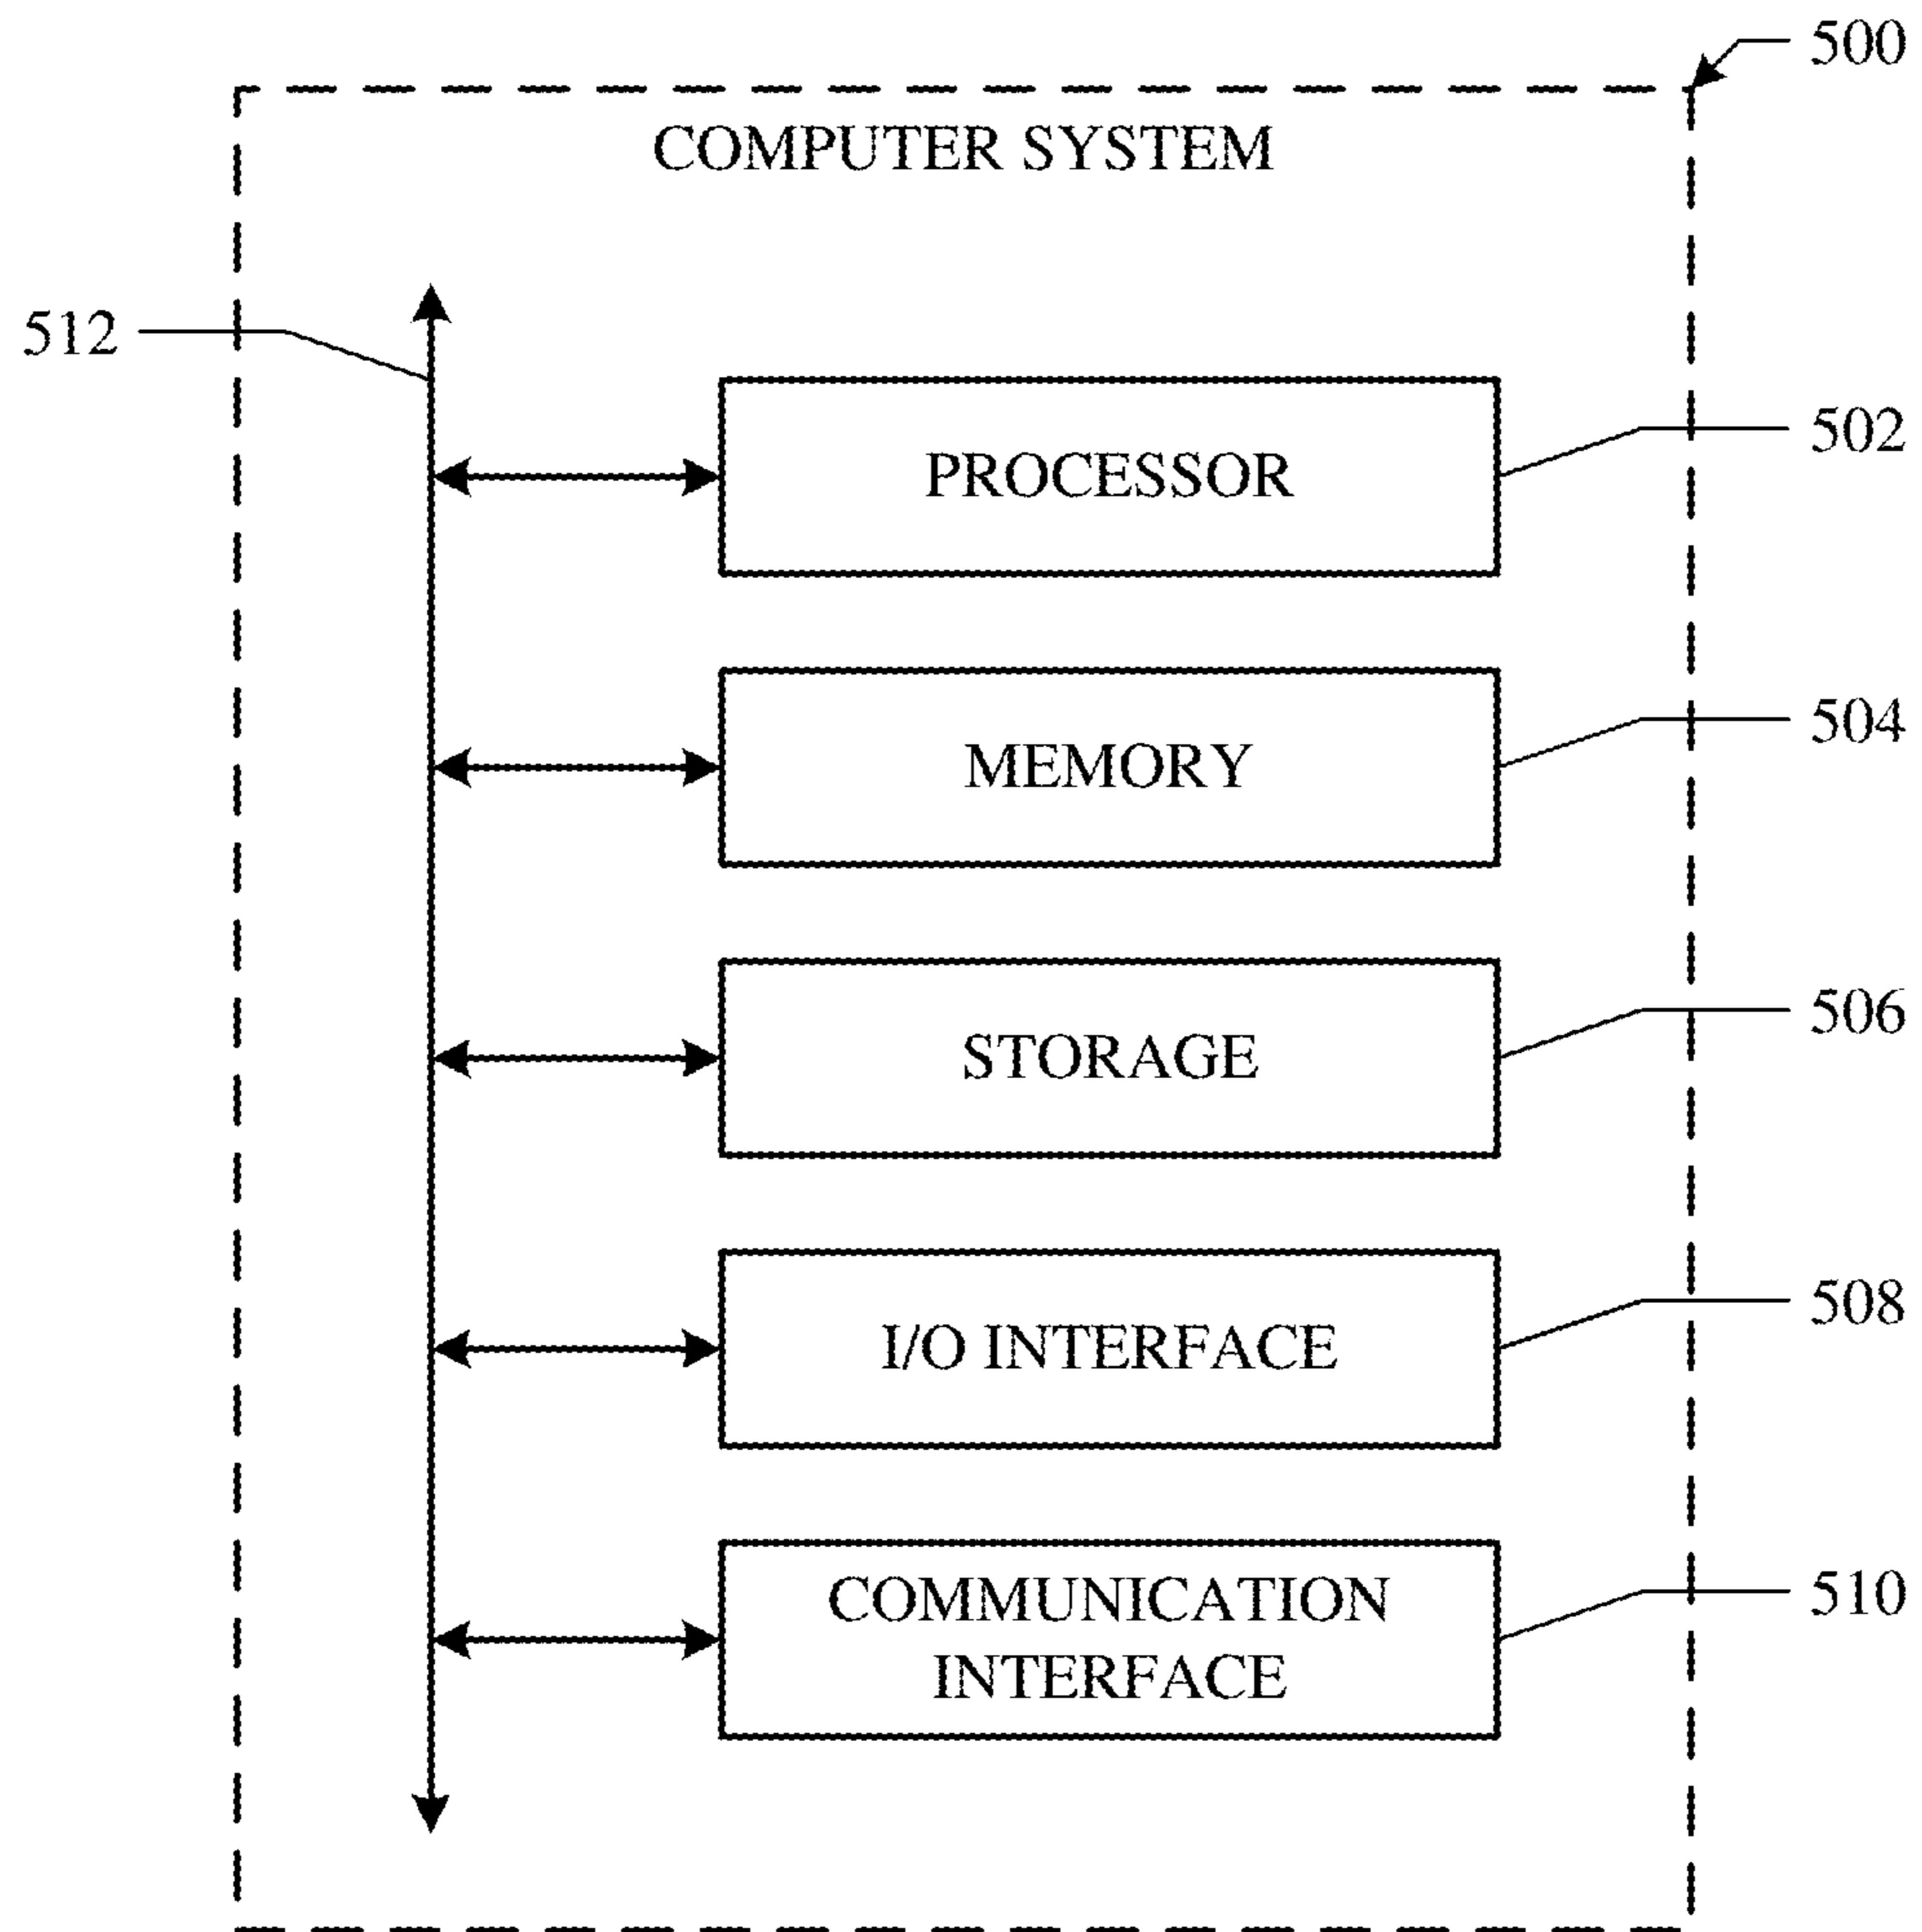 500
COMPUTER SYSTEM
512
PROCESSOR
502
MEMORY
504
STORAGE
506
I/O INTERFACE
508
COMMUNICATION
INTERFACE
510